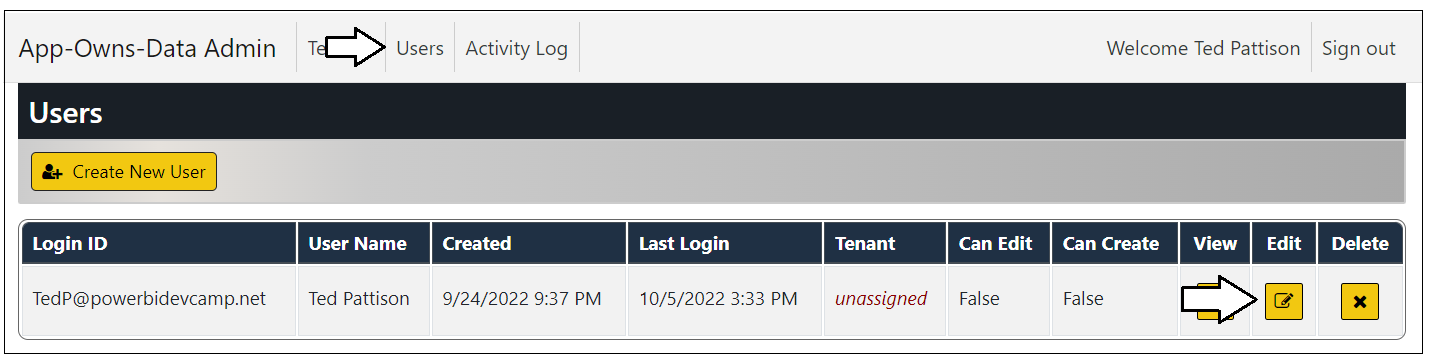 App-Owns-Data Admin Users Activity Log Welcome Ted Pattison Sign out
Users
Create New User
Login ID User Name Created Last Login Tenant Can Edit Can Create View Edit Delete
TedP@powerbidevcamp.net Ted Pattison 9/24/2022 9:37 PM 10/5/2022 3:33 PM unassigned False False